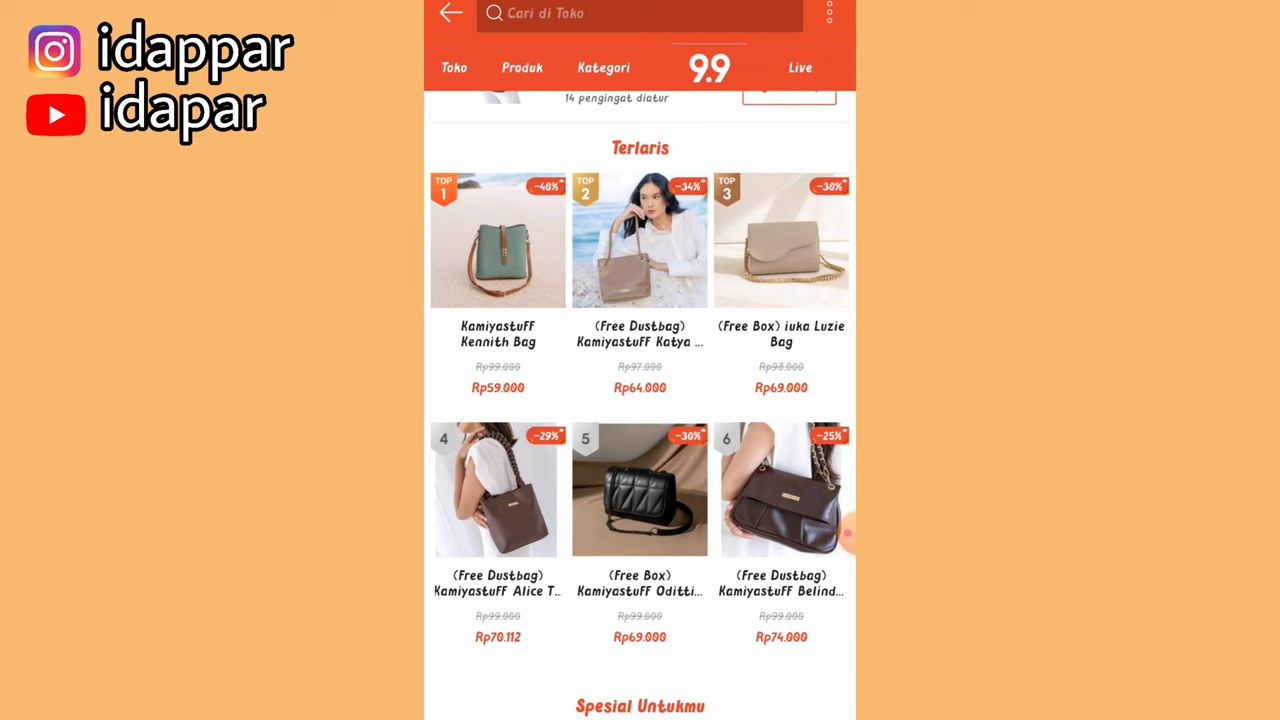 idappar
idapar
Cari di Toko
Toko Produk Kategori 9.9 Live
14 pengingat diatur
Terlaris
TOP 1 -40% TOP 2 -34% TOP 3 -30%
KamiyastuFF
Kennith Bag
Rp99.000
Rp59.000
(Free Dustbag)
KamiyastuFF Katya ...
Rp97.000
Rp64.000
(Free Box) iuka Luzie
Bag
Rp98.000
Rp69.000
4 -29% 5 -30% 6 -25%
(Free Dustbag)
KamiyastuFF Alice T...
Rp99.000
Rp70.112
(Free Box)
KamiyastuFF Oditti...
Rp99.000
Rp69.000
(Free Dustbag)
KamiyastuFF Belind...
Rp99.000
Rp74.000
Spesial Untukmu